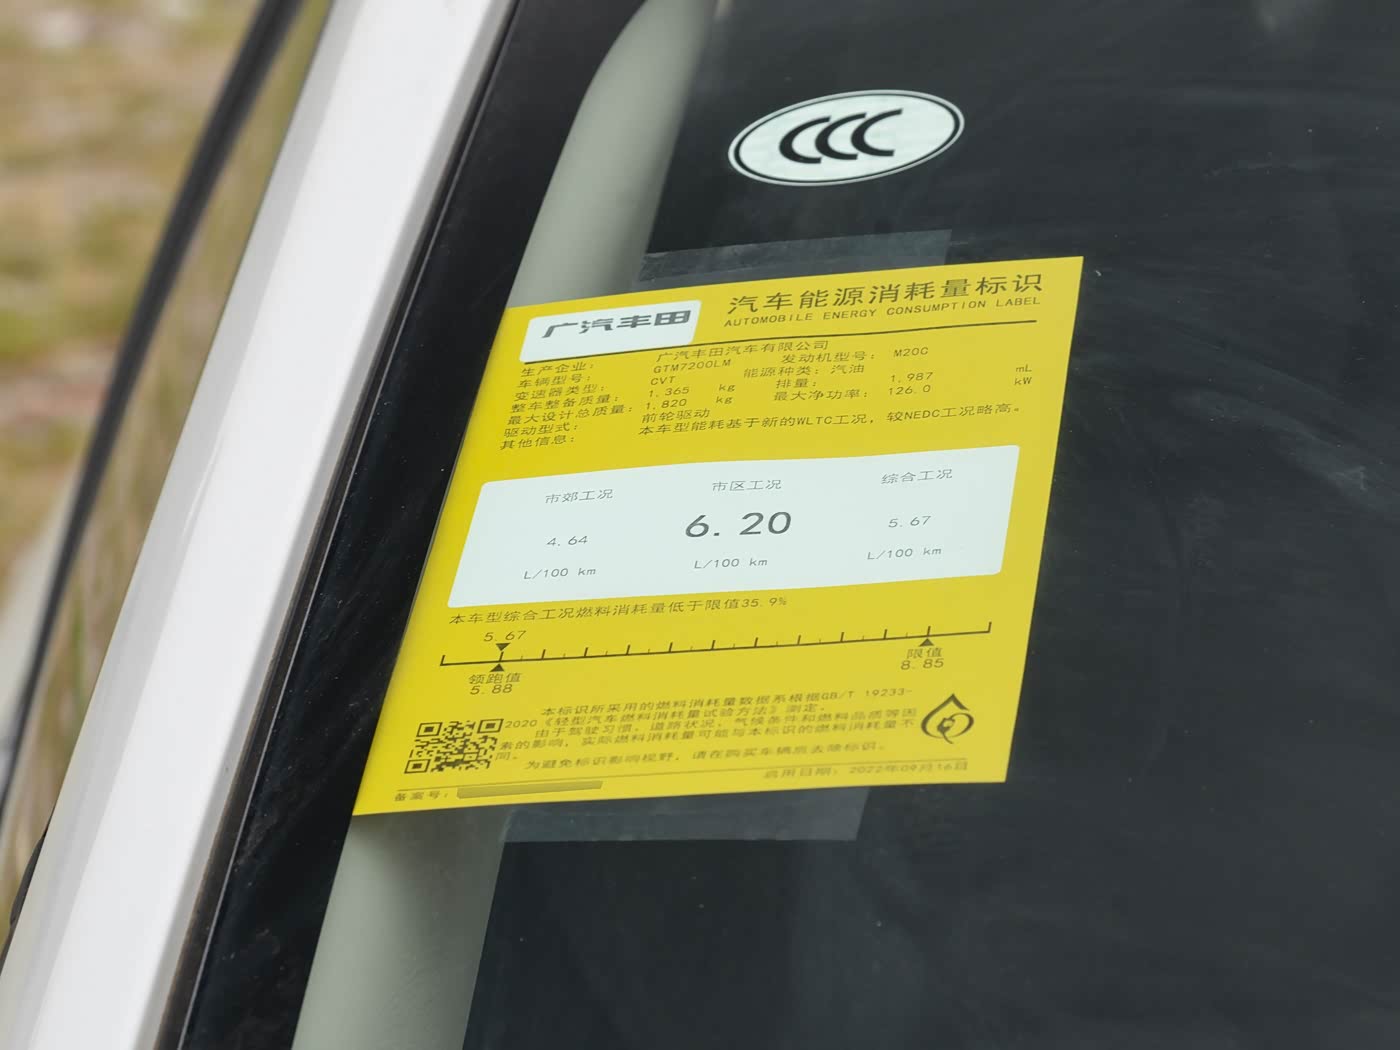 CCC
广汽丰田
汽车能源消耗量标识
AUTOMOBILE ENERGY CONSUMPTION LABEL
生产企业： 广汽丰田汽车有限公司
车辆型号： GTM7200LM 发动机型号： M20C
变速器类型： CVT 能源种类：汽油
整车整备质量： 1,365 kg 排量： 1,987 mL
最大设计总质量： 1,820 kg 最大净功率： 126.0 kW
驱动型式： 前轮驱动
其他信息： 本车型能耗基于新的WLTC工况，较NEDC工况略高。
市郊工况 市区工况 综合工况
4.64 6.20 5.67
L/100 km L/100 km L/100 km
本车型综合工况燃料消耗量低于限值35.9%
5.67
领跑值 限值
5.88 8.85
本标识所采用的燃料消耗量数据系根据GB/T 19233-
2020《轻型汽车燃料消耗量试验方法》测定。
由于驾驶习惯、道路状况、气候条件和燃料品质等因
素的影响，实际燃料消耗量可能与本标识的燃料消耗量不
同。
为避免标识影响视野，请在购买车辆后去除标识。
备案号：
启用日期：2022年09月16日